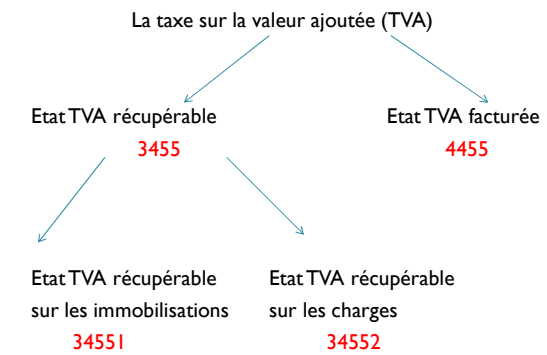 La taxe sur la valeur ajoutée (TVA)
Etat TVA récupérable
3455
Etat TVA facturée
4455
Etat TVA récupérable
sur les immobilisations
34551
Etat TVA récupérable
sur les charges
34552